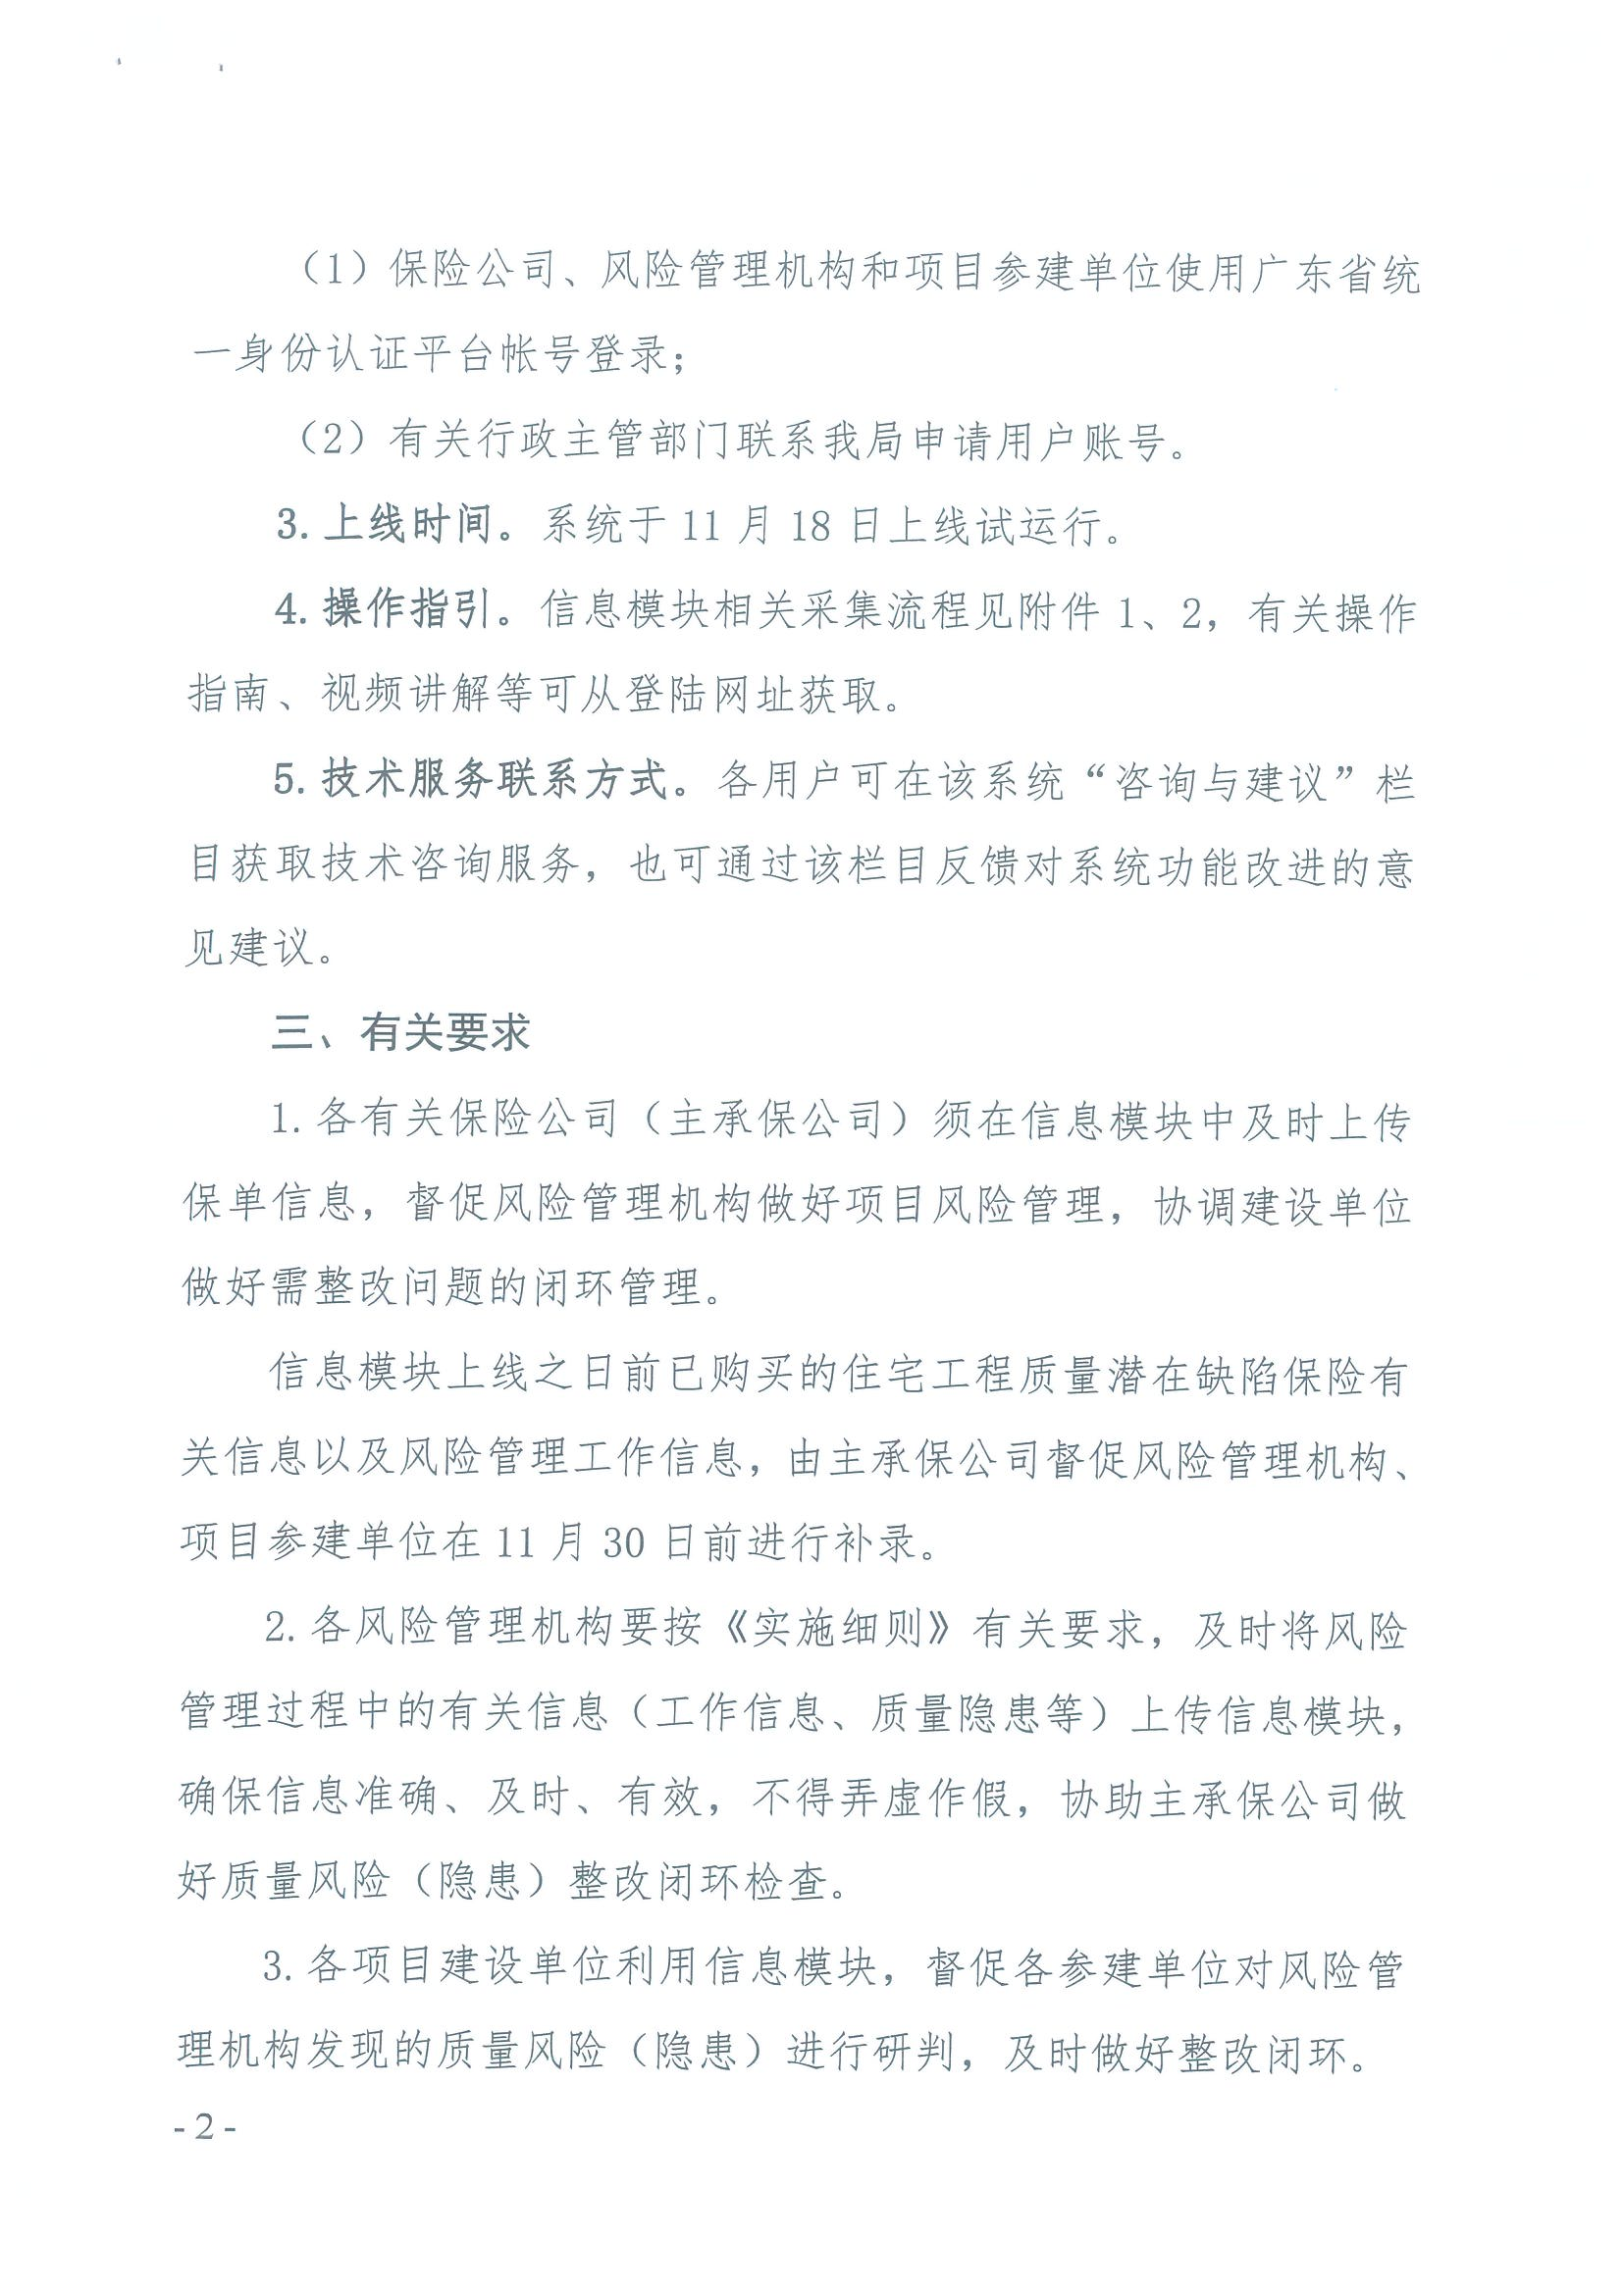 （1）保险公司、风险管理机构和项目参建单位使用广东省统
一身份认证平台帐号登录；
（2）有关行政主管部门联系我局申请用户账号。
3. 上线时间。系统于 11 月 18 日上线试运行。
4. 操作指引。信息模块相关采集流程见附件 1、2，有关操作
指南、视频讲解等可从登陆网址获取。
5. 技术服务联系方式。各用户可在该系统“咨询与建议”栏
目获取技术咨询服务，也可通过该栏目反馈对系统功能改进的意
见建议。
三、有关要求
1. 各有关保险公司（主承保公司）须在信息模块中及时上传
保单信息，督促风险管理机构做好项目风险管理，协调建设单位
做好需整改问题的闭环管理。
信息模块上线之日前已购买的住宅工程质量潜在缺陷保险有
关信息以及风险管理工作信息，由主承保公司督促风险管理机构、
项目参建单位在 11 月 30 日前进行补录。
2. 各风险管理机构要按《实施细则》有关要求，及时将风险
管理过程中的有关信息（工作信息、质量隐患等）上传信息模块，
确保信息准确、及时、有效，不得弄虚作假，协助主承保公司做
好质量风险（隐患）整改闭环检查。
3. 各项目建设单位利用信息模块，督促各参建单位对风险管
理机构发现的质量风险（隐患）进行研判，及时做好整改闭环。
- 2 -